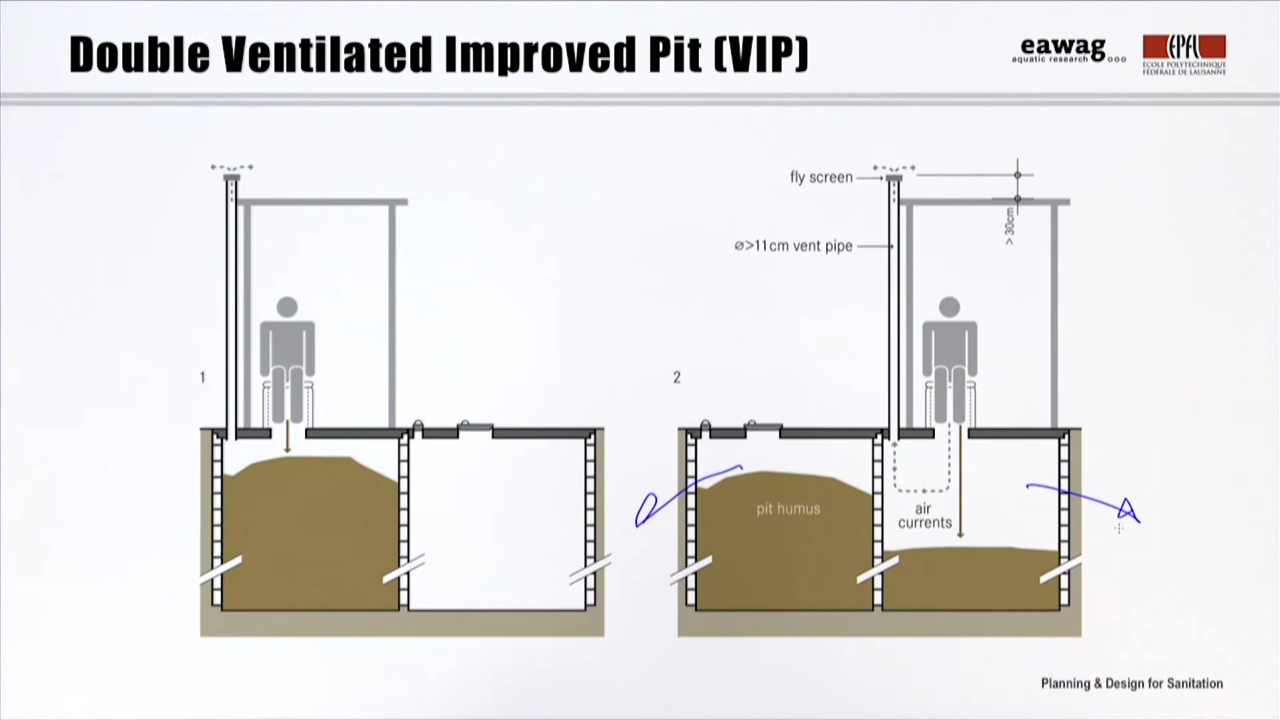 Double Ventilated Improved Pit (VIP)
eawag
aquatic research
EPFL
ÉCOLE POLYTECHNIQUE
FÉDÉRALE DE LAUSANNE
fly screen
⌀>11cm vent pipe
> 30cm
1
2
pit humus
air
currents
Planning & Design for Sanitation